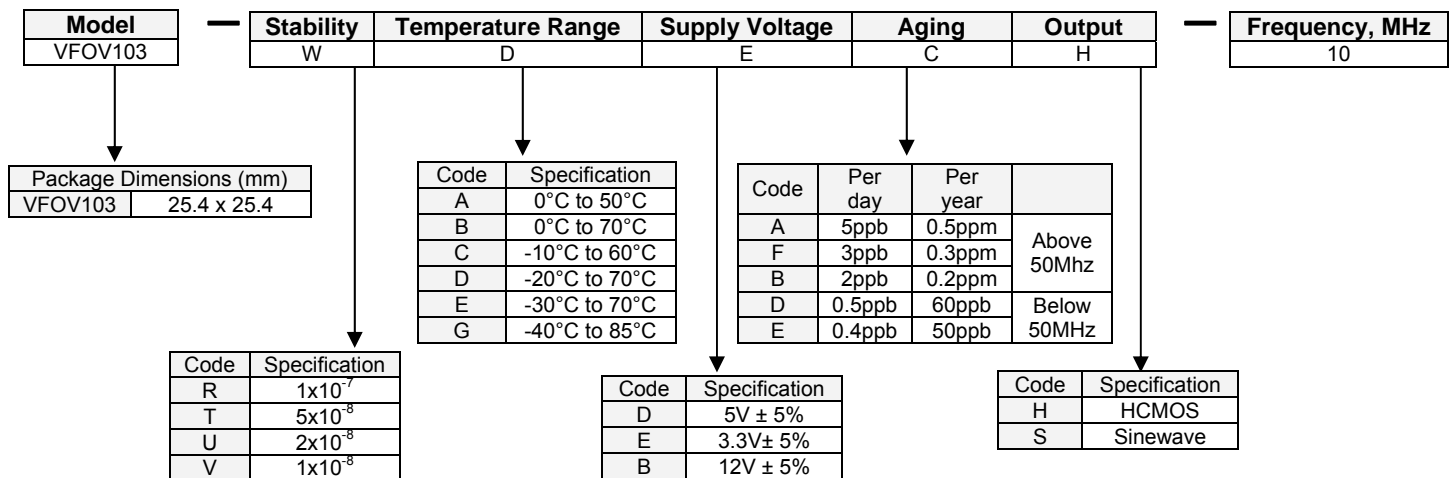 Model — Stability Temperature Range Supply Voltage Aging Output — Frequency, MHz
VFOV103 W D E C H 10
Package Dimensions (mm)
VFOV103 25.4 x 25.4
Code Specification
A 0°C to 50°C
B 0°C to 70°C
C -10°C to 60°C
D -20°C to 70°C
E -30°C to 70°C
G -40°C to 85°C
Code Per day Per year
A 5ppb 0.5ppm Above 50Mhz
F 3ppb 0.3ppm
B 2ppb 0.2ppm
D 0.5ppb 60ppb Below 50MHz
E 0.4ppb 50ppb
Code Specification
R 1x10⁻⁷
T 5x10⁻⁸
U 2x10⁻⁸
V 1x10⁻⁸
Code Specification
D 5V ± 5%
E 3.3V± 5%
B 12V ± 5%
Code Specification
H HCMOS
S Sinewave